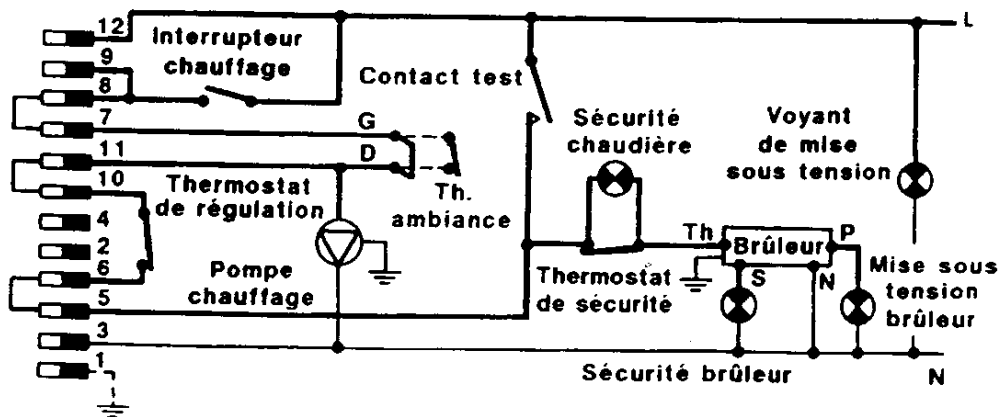 12
Interrupteur
chauffage
L
9
8
Contact test
7
G
Sécurité
chaudière
Voyant
de mise
sous tension
11
D
10
Thermostat
de régulation
Th.
ambiance
4
2
6
Pompe
chauffage
Th
Brûleur
P
Thermostat
de sécurité
S
N
Mise sous
tension
brûleur
5
3
Sécurité brûleur
N
1